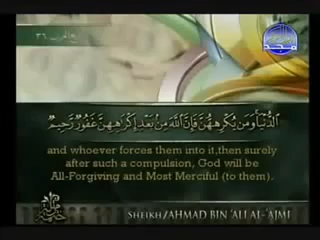 الدُّنْيَا وَمَن يُكْرِههُّنَّ فَإِنَّ اللَّهَ مِن بَعْدِ إِكْرَاهِهِنَّ غَفُورٌ رَّحِيمٌ
and whoever forces them into it,then surely
after such a compulsion, God will be
All-Forgiving and Most Merciful (to them).
SHEIKH/AHMAD BIN 'ALI AL-'AJMI